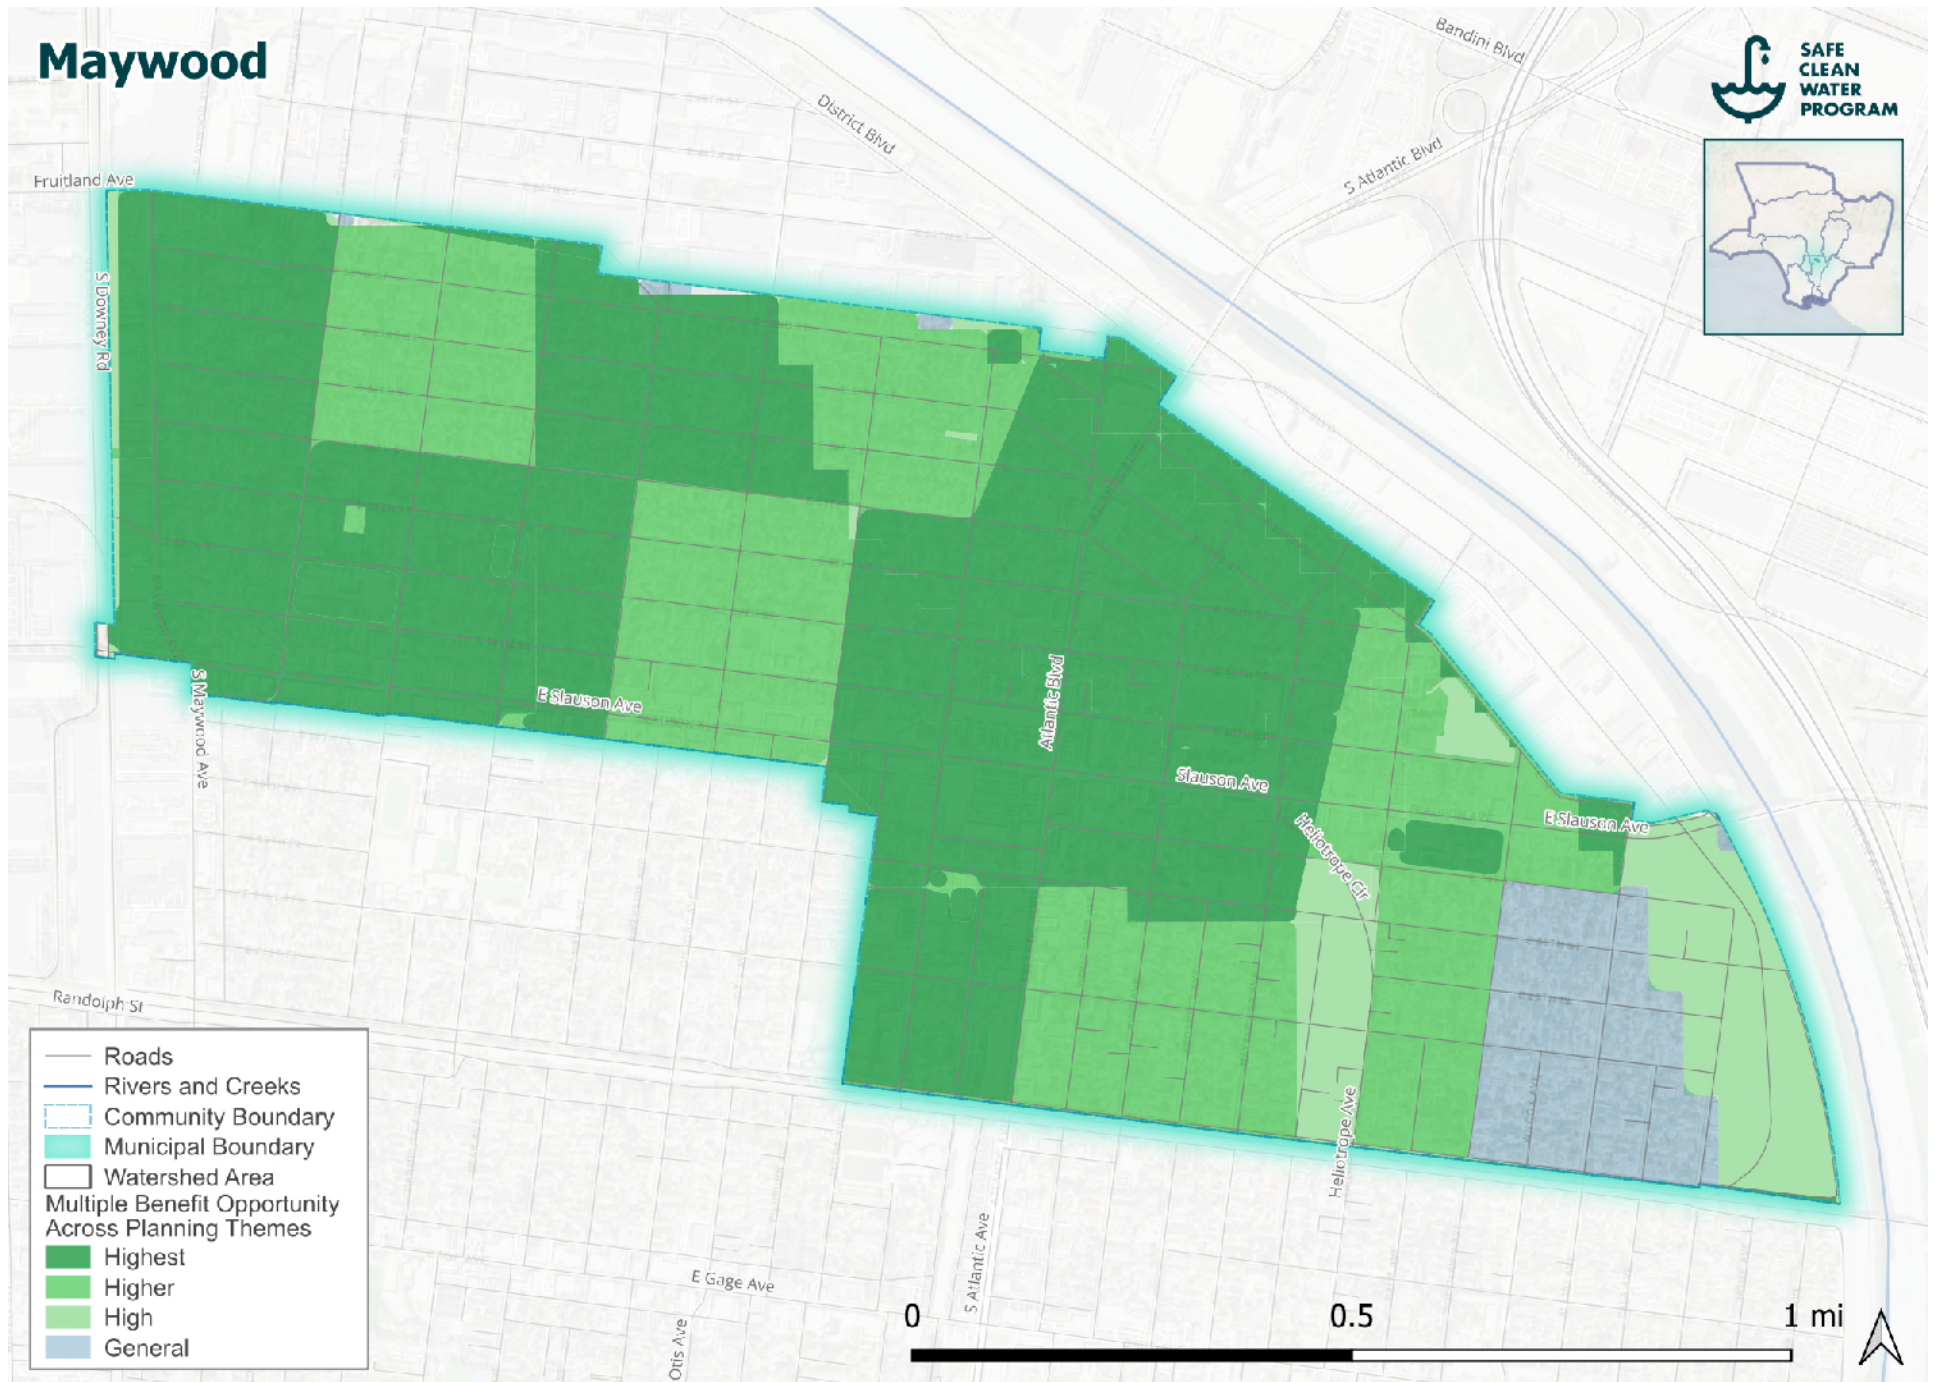 Maywood
SAFE
CLEAN
WATER
PROGRAM
Bandini Blvd
District Blvd
S Atlantic Blvd
Fruitland Ave
S Downey Rd
S Maywood Ave
E Slauson Ave
Atlantic Blvd
Slauson Ave
Heliotrope Cir
E Slauson Ave
Randolph St
Heliotrope Ave
S Atlantic Ave
E Gage Ave
Otis Ave
Roads
Rivers and Creeks
Community Boundary
Municipal Boundary
Watershed Area
Multiple Benefit Opportunity
Across Planning Themes
Highest
Higher
High
General
0
0.5
1 mi